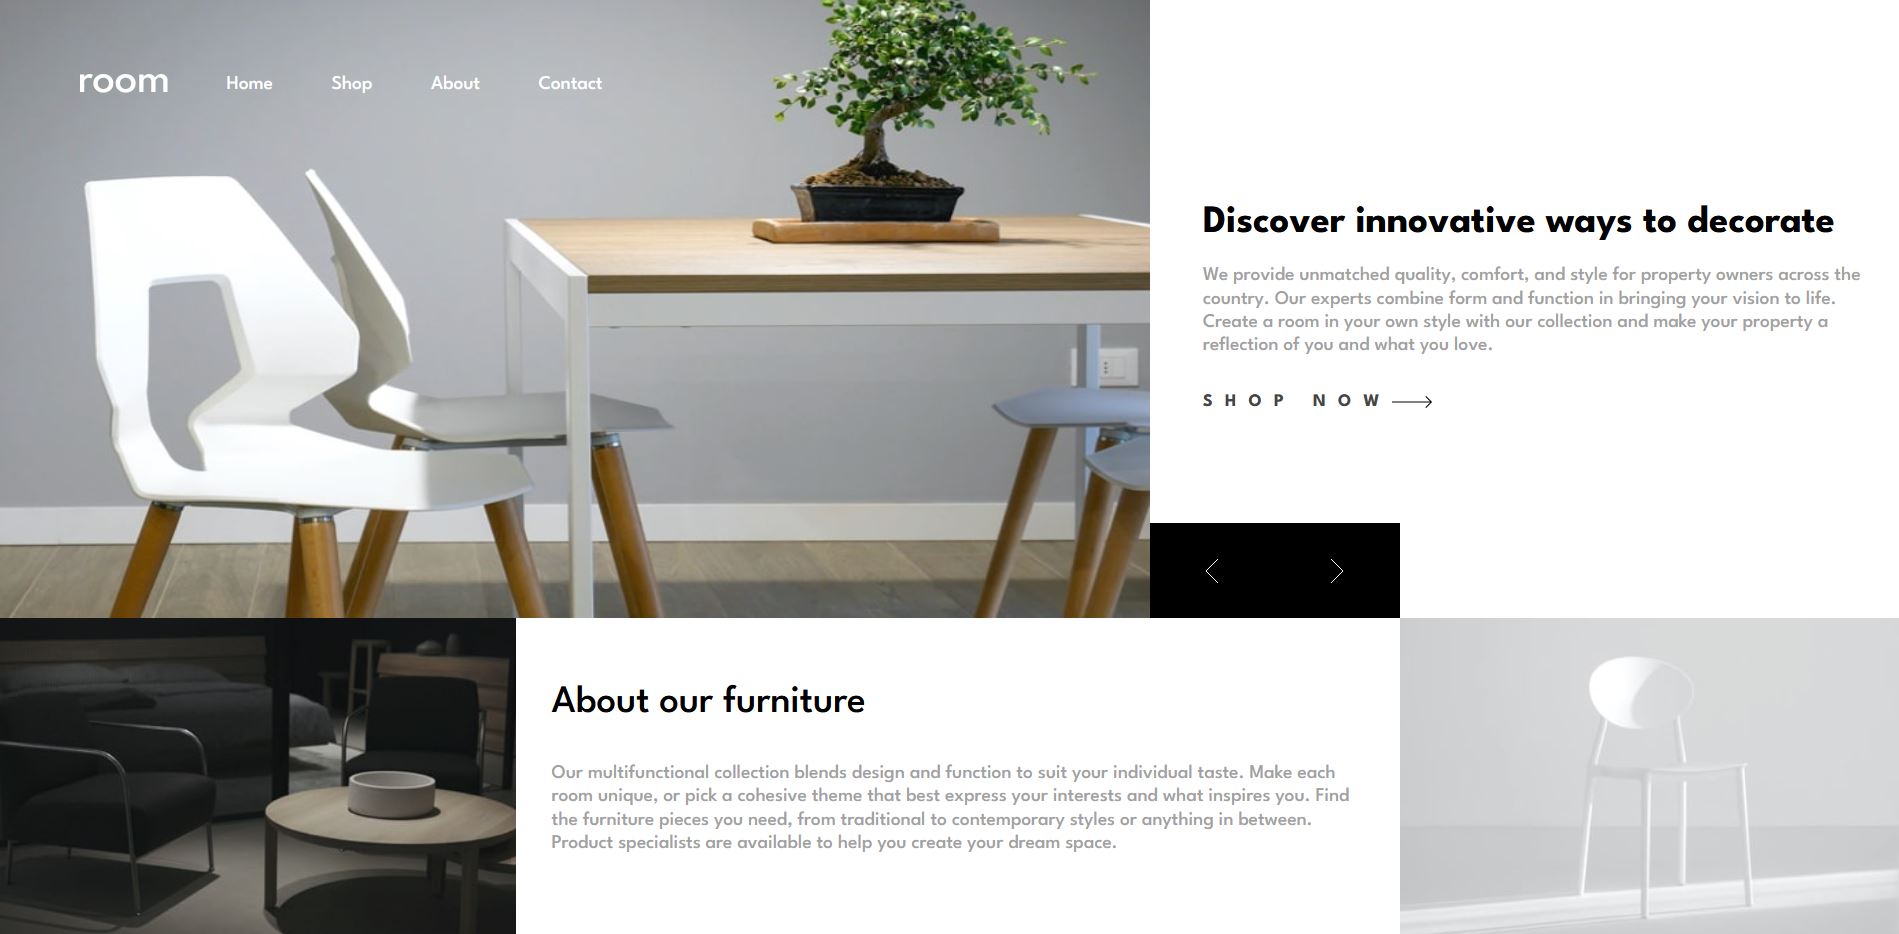 room Home Shop About Contact
Discover innovative ways to decorate
We provide unmatched quality, comfort, and style for property owners across the
country. Our experts combine form and function in bringing your vision to life.
Create a room in your own style with our collection and make your property a
reflection of you and what you love.
SHOP NOW
About our furniture
Our multifunctional collection blends design and function to suit your individual taste. Make each
room unique, or pick a cohesive theme that best express your interests and what inspires you. Find
the furniture pieces you need, from traditional to contemporary styles or anything in between.
Product specialists are available to help you create your dream space.